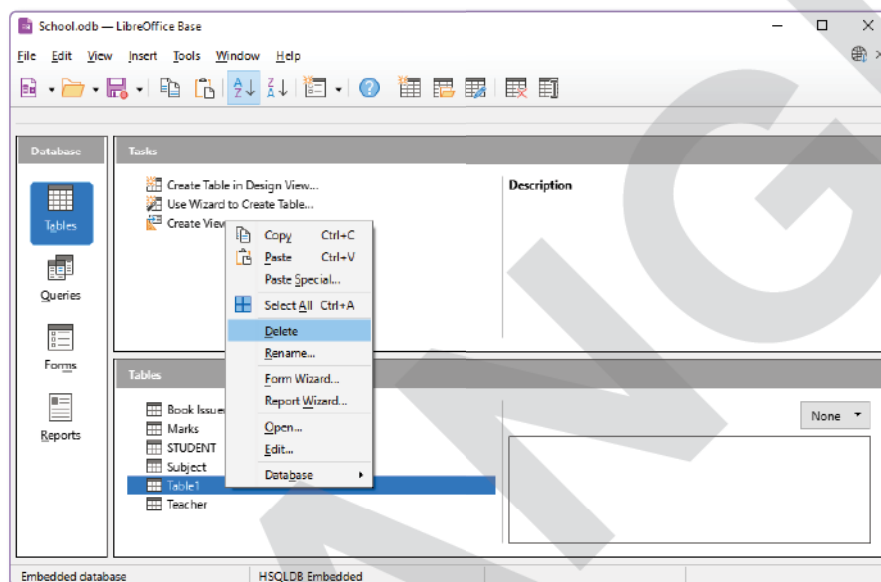 School.odb — LibreOffice Base
File Edit View Insert Tools Window Help
Database
Tables
Queries
Forms
Reports
Tasks
Create Table in Design View...
Use Wizard to Create Table...
Create View
Description
Copy Ctrl+C
Paste Ctrl+V
Paste Special...
Select All Ctrl+A
Delete
Rename...
Form Wizard...
Report Wizard...
Open...
Edit...
Database
Tables
Book Issue
Marks
STUDENT
Subject
Table1
Teacher
None
Embedded database HSQLDB Embedded